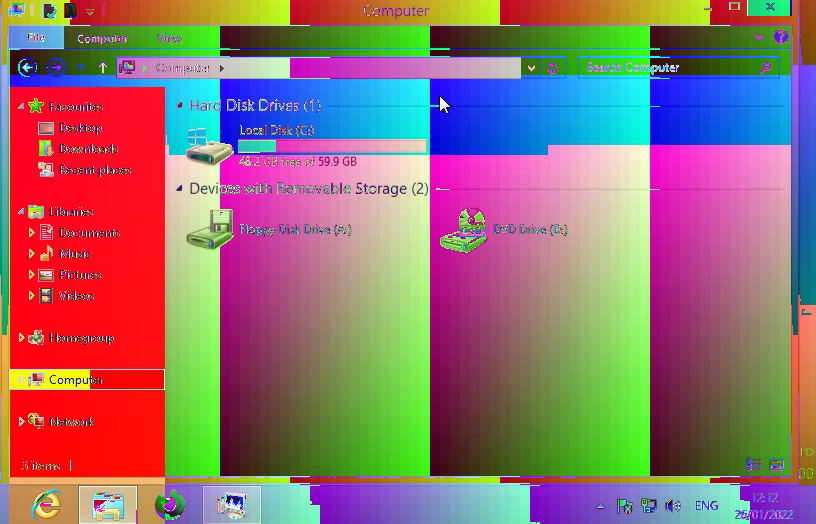 Computer
File Computer View
Computer Search Computer
Favourites
Desktop
Downloads
Recent places
Libraries
Documents
Music
Pictures
Videos
Homegroup
Computer
Network
Hard Disk Drives (1)
Local Disk (C:)
48.2 GB free of 59.9 GB
Devices with Removable Storage (2)
Floppy Disk Drive (A:)
DVD Drive (D:)
3 items
ENG
12:12
26/01/2022